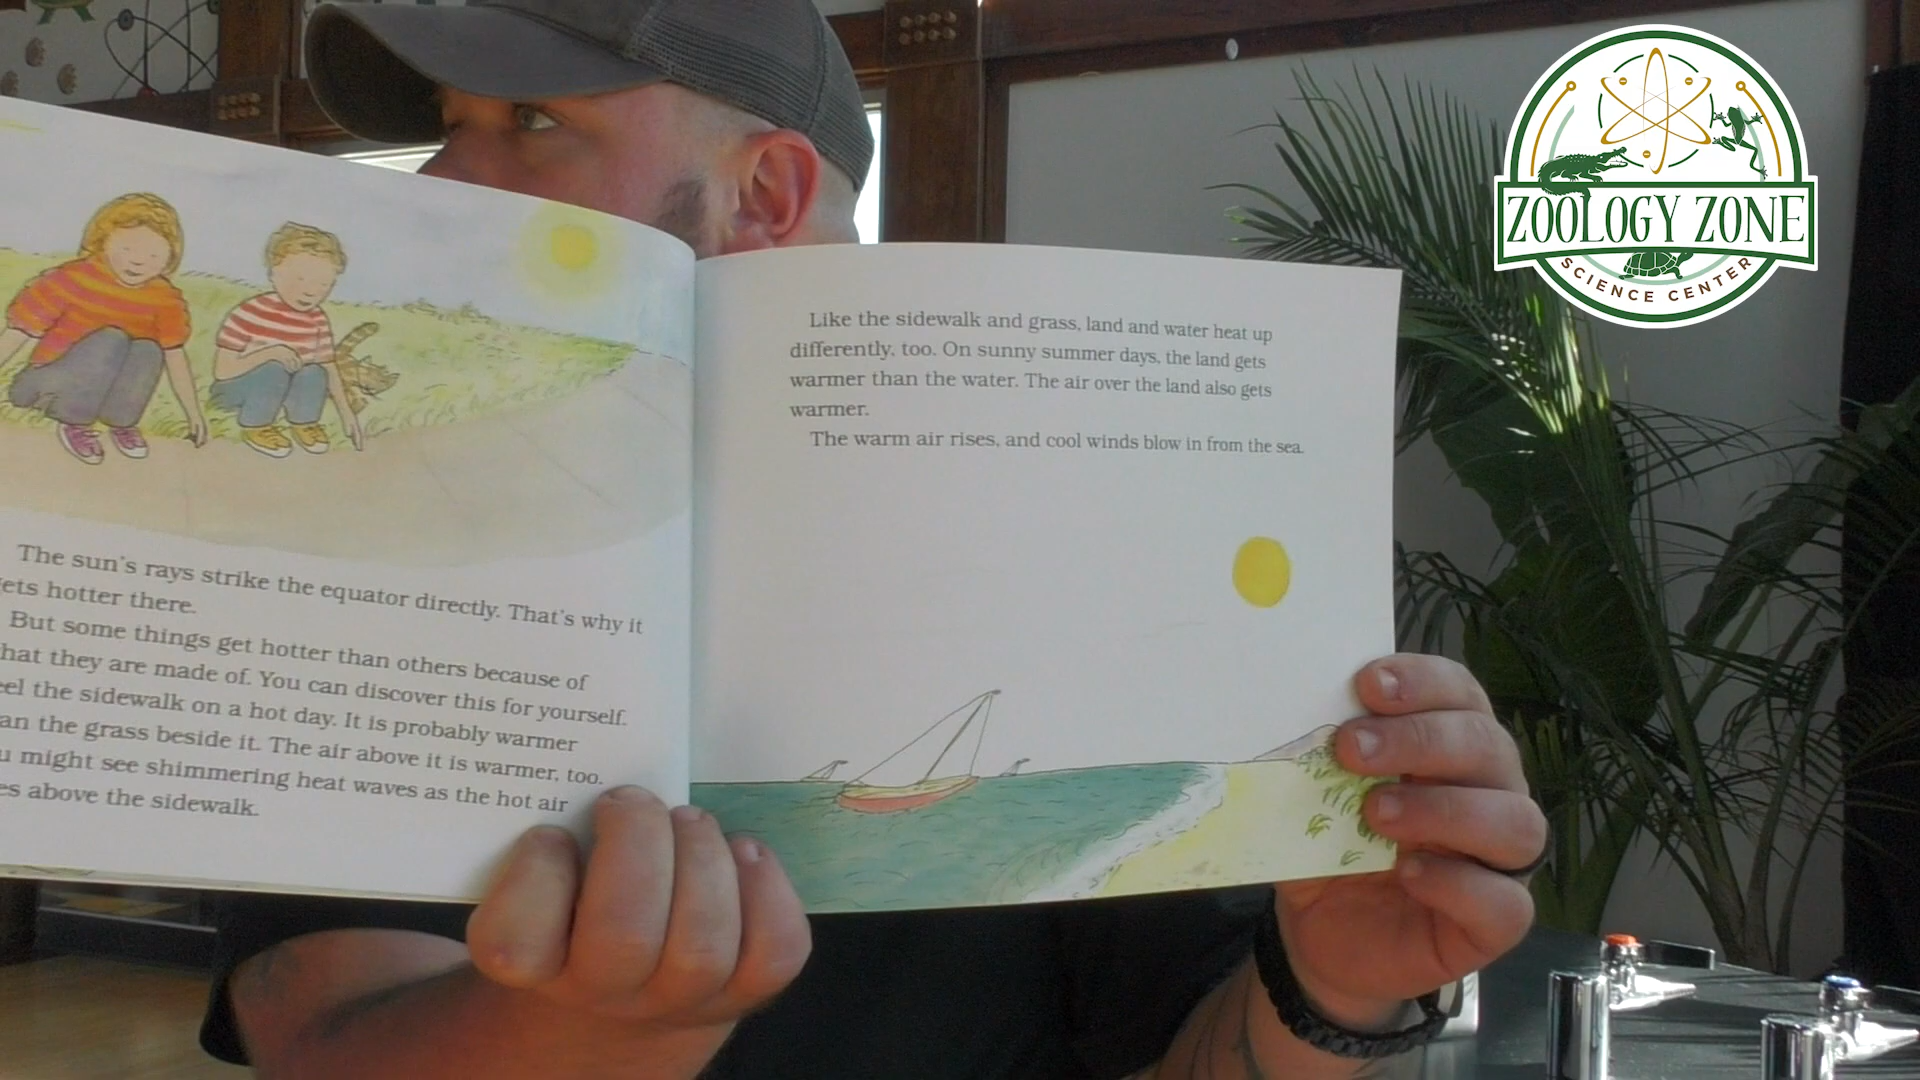 The sun's rays strike the equator directly. That's why it
gets hotter there.
But some things get hotter than others because of
what they are made of. You can discover this for yourself.
Feel the sidewalk on a hot day. It is probably warmer
than the grass beside it. The air above it is warmer, too.
You might see shimmering heat waves as the hot air
rises above the sidewalk.
Like the sidewalk and grass, land and water heat up
differently, too. On sunny summer days, the land gets
warmer than the water. The air over the land also gets
warmer.
The warm air rises, and cool winds blow in from the sea.
ZOOLOGY ZONE
SCIENCE CENTER